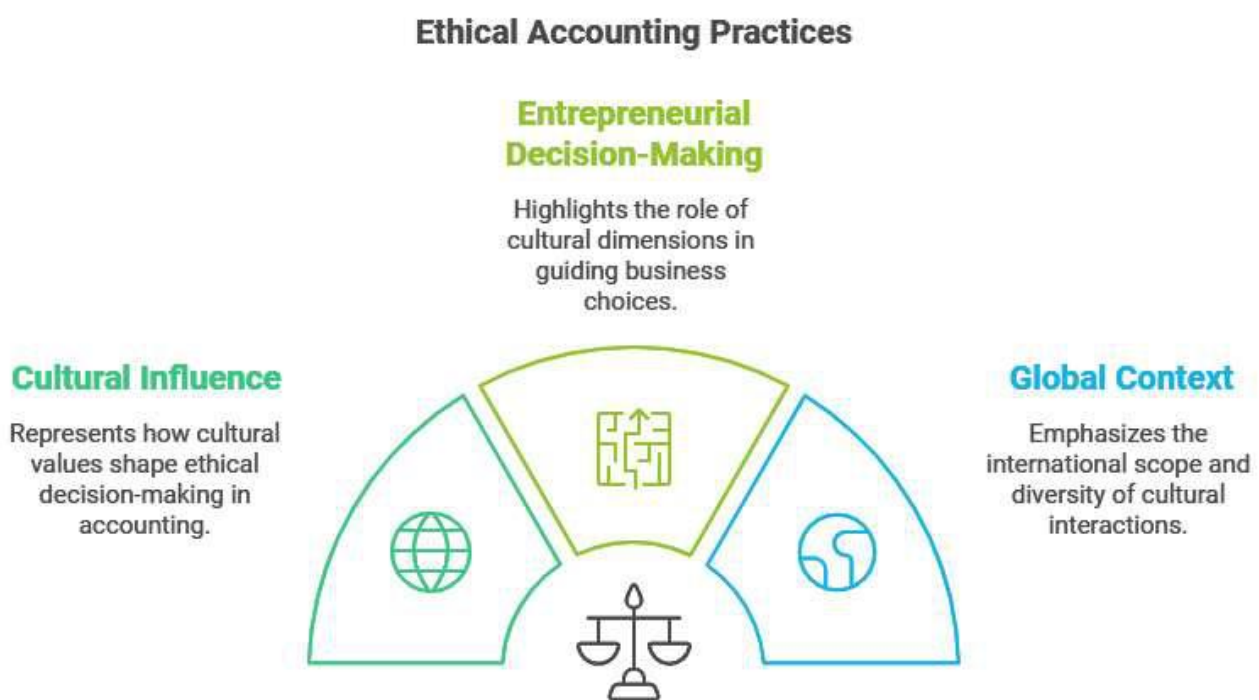 Ethical Accounting Practices
Entrepreneurial
Decision-Making
Highlights the role of
cultural dimensions in
guiding business
choices.
Cultural Influence
Represents how cultural
values shape ethical
decision-making in
accounting.
Global Context
Emphasizes the
international scope and
diversity of cultural
interactions.